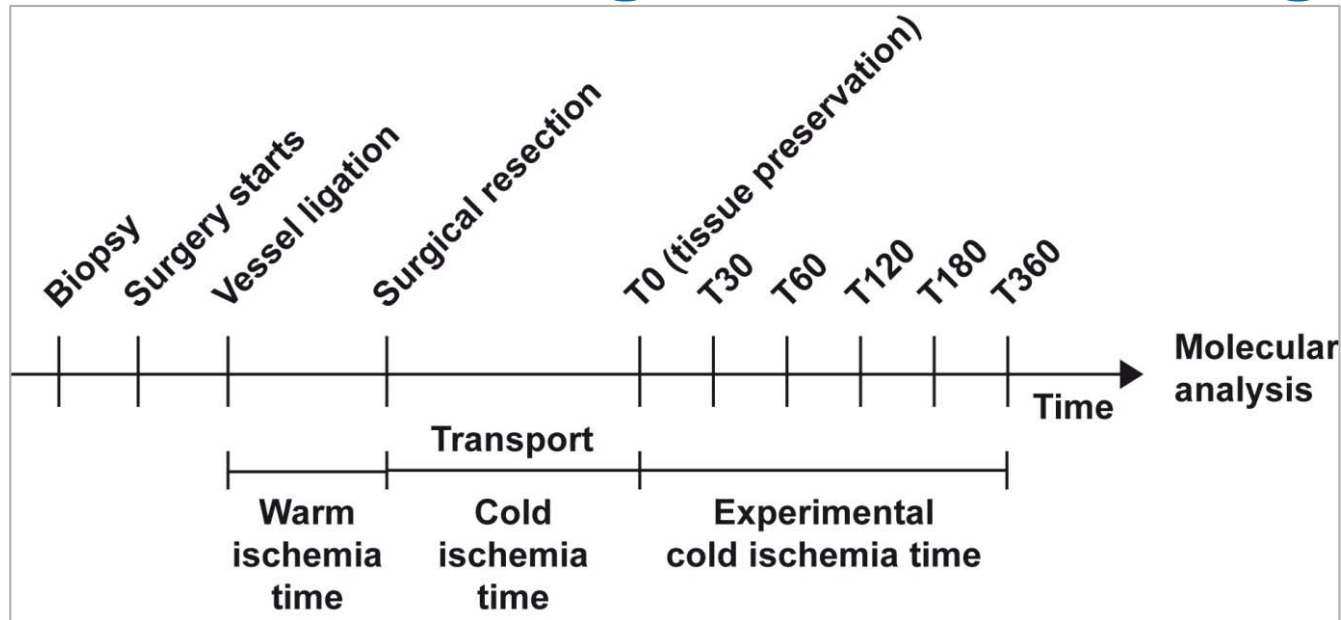 Biopsy
Surgery starts
Vessel ligation
Surgical resection
T0 (tissue preservation)
T30
T60
T120
T180
T360
Molecular
analysis
Time
Transport
Warm
ischemia
time
Cold
ischemia
time
Experimental
cold ischemia time